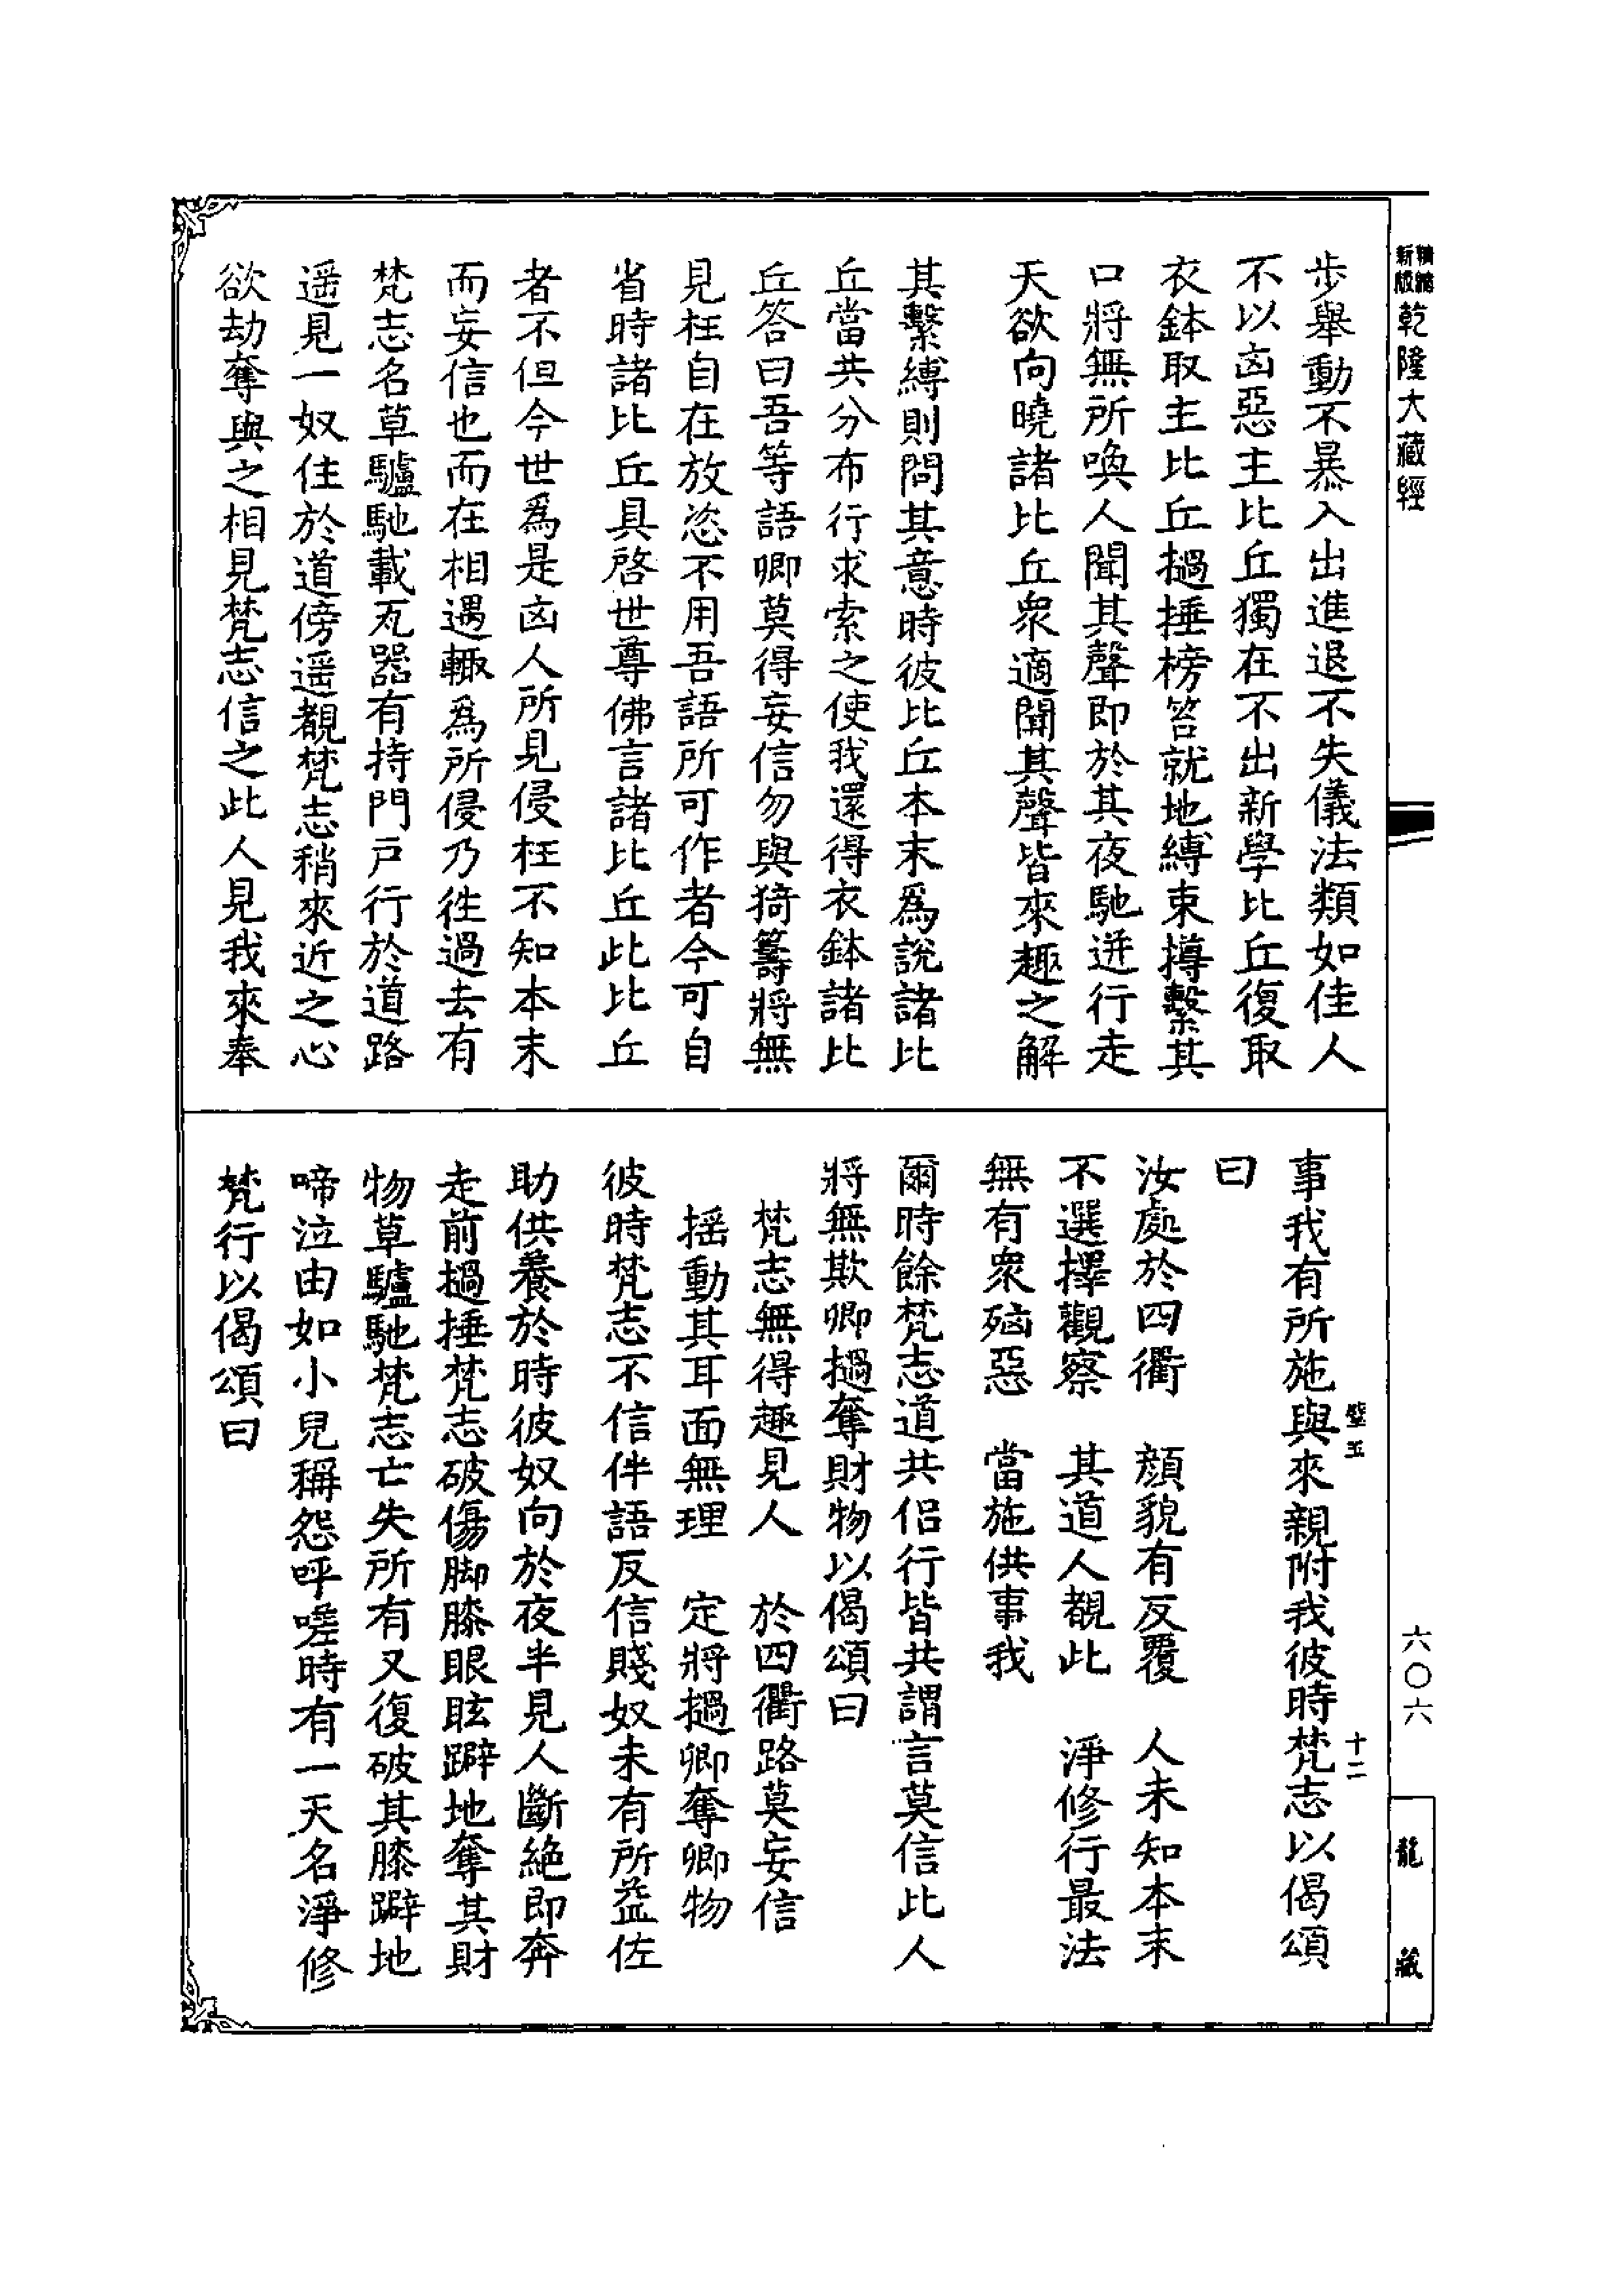 新編
新版
乾隆大藏經
步舉動不暴入出進退不失儀法類如佳人
不以凶惡主比丘獨在不出新學比丘復取
衣鉢取主比丘撾捶榜笞就地縛束摶繫其
口將無所喚人聞其聲即於其夜馳迸行走
天欲向曉諸比丘衆適聞其聲皆來趣之解
其繫縛則問其意時彼比丘本末爲說諸比
丘當共分布行求索之使我還得衣鉢諸比
丘答曰吾等語卿莫得妄信勿與猗籌將無
見枉自在放恣不用吾語所可作者今可自
省時諸比丘具啓世尊佛言諸比丘此比丘
者不但今世爲是凶人所見侵枉不知本末
而妄信也而在相遇輙爲所侵乃徃過去有
梵志名草驢馳載瓦器有持門戸行於道路
遥見一奴住於道傍遥覩梵志稍來近之心
欲劫奪與之相見梵志信之此人見我來奉
事我有所施與來親附我彼時梵志以偈頌
曰
汝處於四衢　顔貌有反覆　人未知本末
不選擇觀察　其道人覩此　淨修行最法
無有衆殃惡　當施供事我
爾時餘梵志道共侣行皆共謂言莫信此人
將無欺卿撾奪財物以偈頌曰
梵志無得趣見人　於四衢路莫妄信
揺動其耳面無理　定將撾卿奪卿物
彼時梵志不信伴語反信賤奴未有所益佐
助供養於時彼奴向於夜半見人斷絶即奔
走前撾捶梵志破傷脚膝眼眩躃地奪其財
物草驢馳梵志亡失所有又復破其膝躃地
啼泣由如小兒稱怨呼嗟時有一天名淨修
梵行以偈頌曰
壁五
十二
六〇六
龍藏